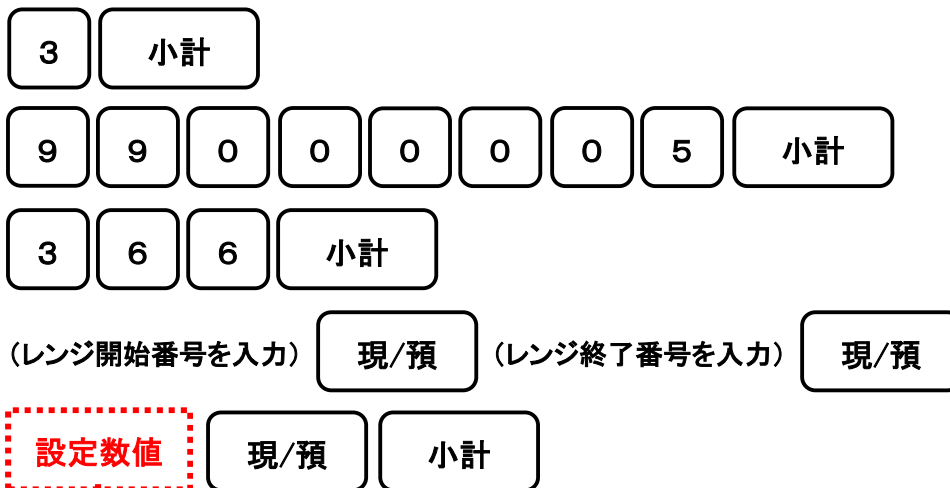 3 小計
9 9 0 0 0 0 0 5 小計
3 6 6 小計
(レンジ開始番号を入力) 現/預 (レンジ終了番号を入力) 現/預
設定数値 現/預 小計